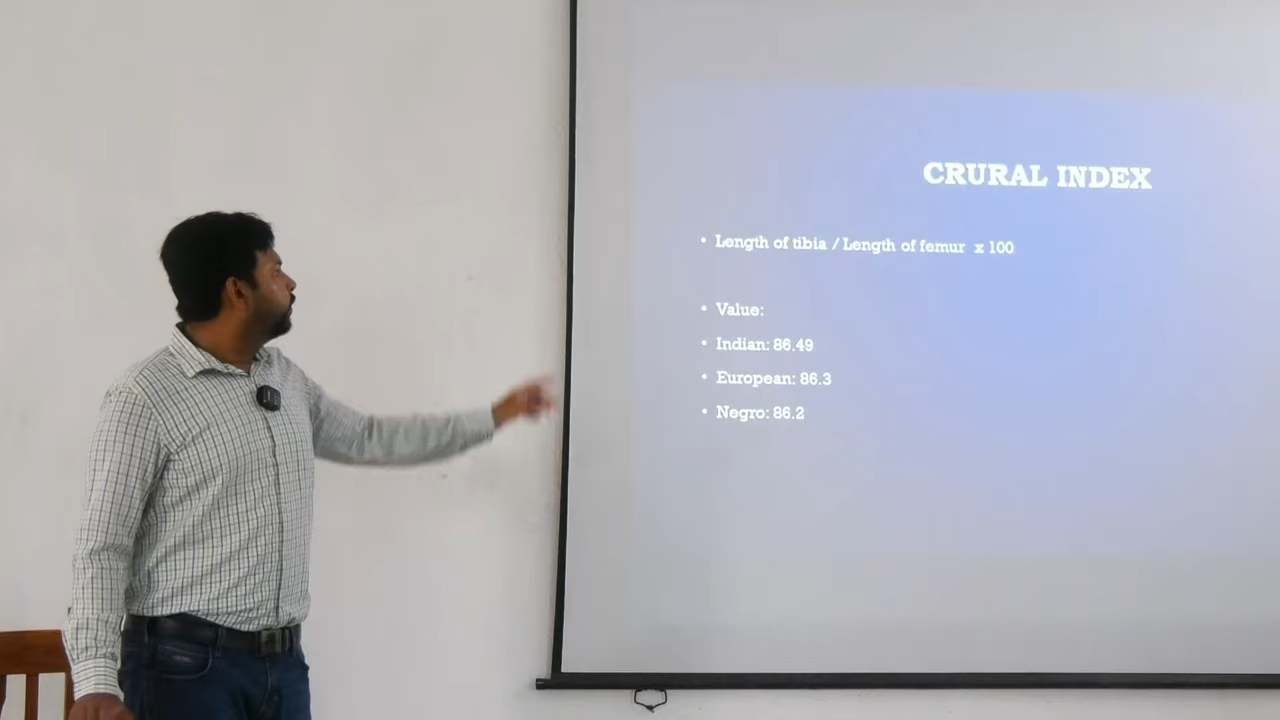 CRURAL INDEX
• Length of tibia / Length of femur x 100
• Value:
• Indian: 86.49
• European: 86.3
• Negro: 86.2